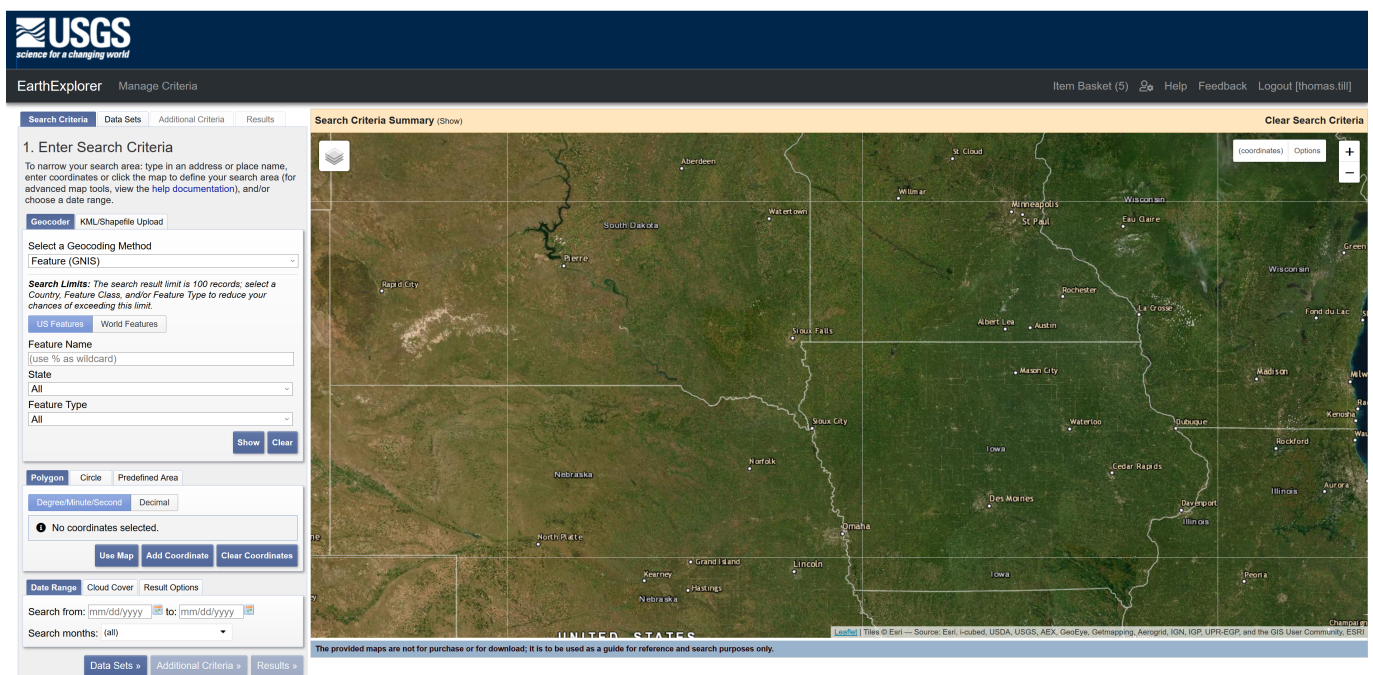 USGS
science for a changing world
EarthExplorer Manage Criteria
Item Basket (5) Help Feedback Logout [thomas.till]
Search Criteria Data Sets Additional Criteria Results
1. Enter Search Criteria
To narrow your search area: type in an address or place name,
enter coordinates or click the map to define your search area (for
advanced map tools, view the help documentation), and/or
choose a date range.
Geocoder KML/Shapefile Upload
Select a Geocoding Method
Feature (GNIS)
Search Limits: The search result limit is 100 records; select a
Country, Feature Class, and/or Feature Type to reduce your
chances of exceeding this limit.
US Features World Features
Feature Name
(use % as wildcard)
State
All
Feature Type
All
Show Clear
Polygon Circle Predefined Area
Degree/Minute/Second Decimal
No coordinates selected.
Use Map Add Coordinate Clear Coordinates
Date Range Cloud Cover Result Options
Search from: mm/dd/yyyy to: mm/dd/yyyy
Search months: (all)
Data Sets » Additional Criteria » Results »
Search Criteria Summary (Show) Clear Search Criteria
(coordinates) Options
+
−
St Cloud
Aberdeen
Willmar
Wisconsin
Minneapolis
Watertown
St Paul
Eau Claire
South Dakota
Green
Pierre
Wisconsin
Rapid City
Rochester
La Crosse
Fond du Lac
Albert Lea
Austin
Sioux Falls
Mason City
Madison
Milw
Ra
Kenosha
Sioux City
Waterloo
Dubuque
Wau
Rockford
Iowa
Norfolk
Cedar Rapids
Nebraska
Aurora
Illinois
Des Moines
Davenport
Illinois
Omaha
ne
North Platte
Grand Island
Lincoln
Kearney
Iowa
Peoria
Hastings
Nebraska
Champaign
UNITED STATES
Leaflet | Tiles © Esri — Source: Esri, i-cubed, USDA, USGS, AEX, GeoEye, Getmapping, Aerogrid, IGN, IGP, UPR-EGP, and the GIS User Community, ESRI
The provided maps are not for purchase or for download; it is to be used as a guide for reference and search purposes only.